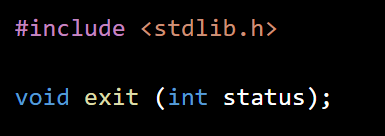 #include <stdlib.h>
void exit (int status);